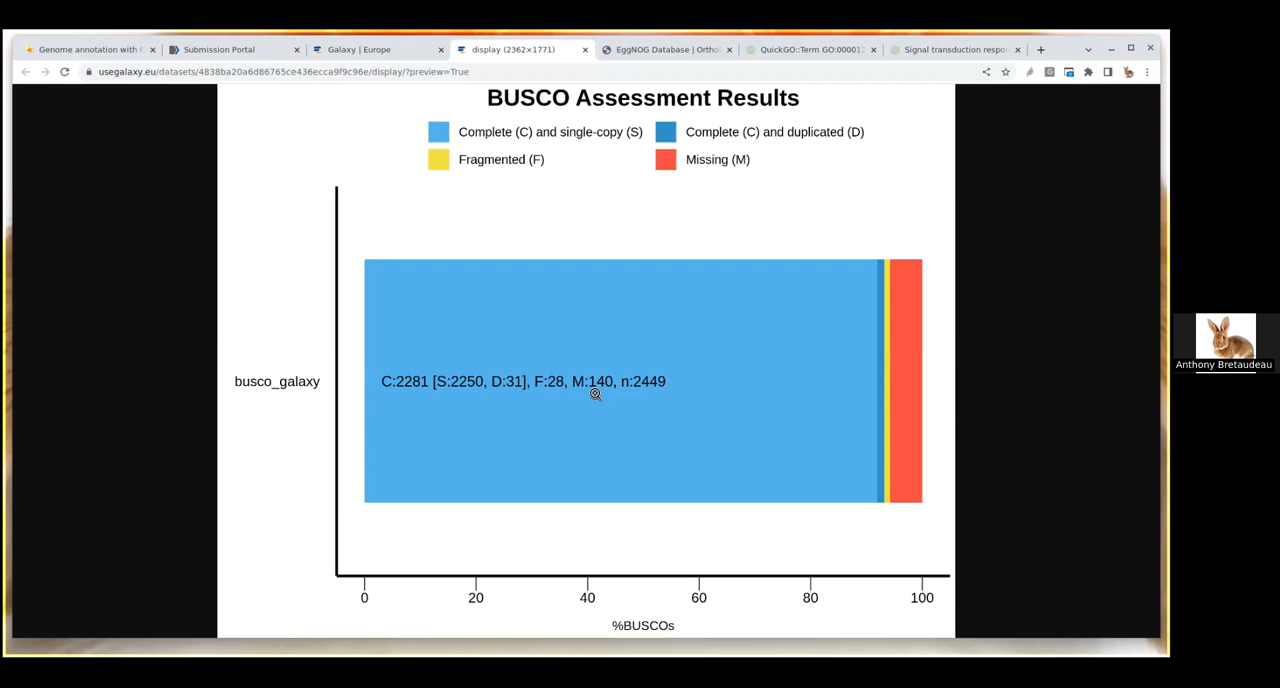 Genome annotation with F
Submission Portal
Galaxy | Europe
display (2362×1771)
EggNOG Database | Orthol
QuickGO::Term GO:000012
Signal transduction respon
usegalaxy.eu/datasets/4838ba20a6d86765ce436ecca9f9c96e/display/?preview=True
BUSCO Assessment Results
Complete (C) and single-copy (S)
Complete (C) and duplicated (D)
Fragmented (F)
Missing (M)
busco_galaxy
C:2281 [S:2250, D:31], F:28, M:140, n:2449
0 20 40 60 80 100
%BUSCOs
Anthony Bretaudeau